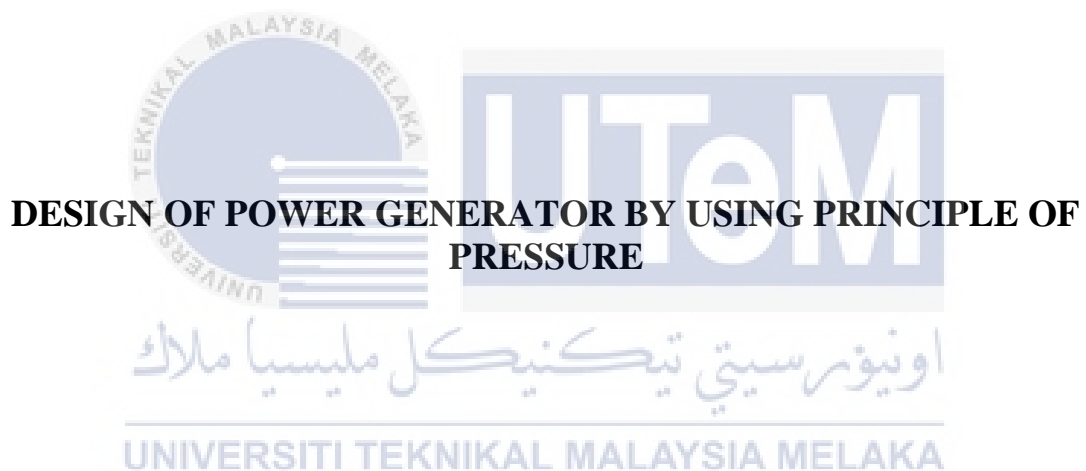 UNIVERSITI TEKNIKAL MALAYSIA MELAKA
UTeM
DESIGN OF POWER GENERATOR BY USING PRINCIPLE OF
PRESSURE
اونيۏرسيتي تيكنيكل مليسيا ملاك
UNIVERSITI TEKNIKAL MALAYSIA MELAKA